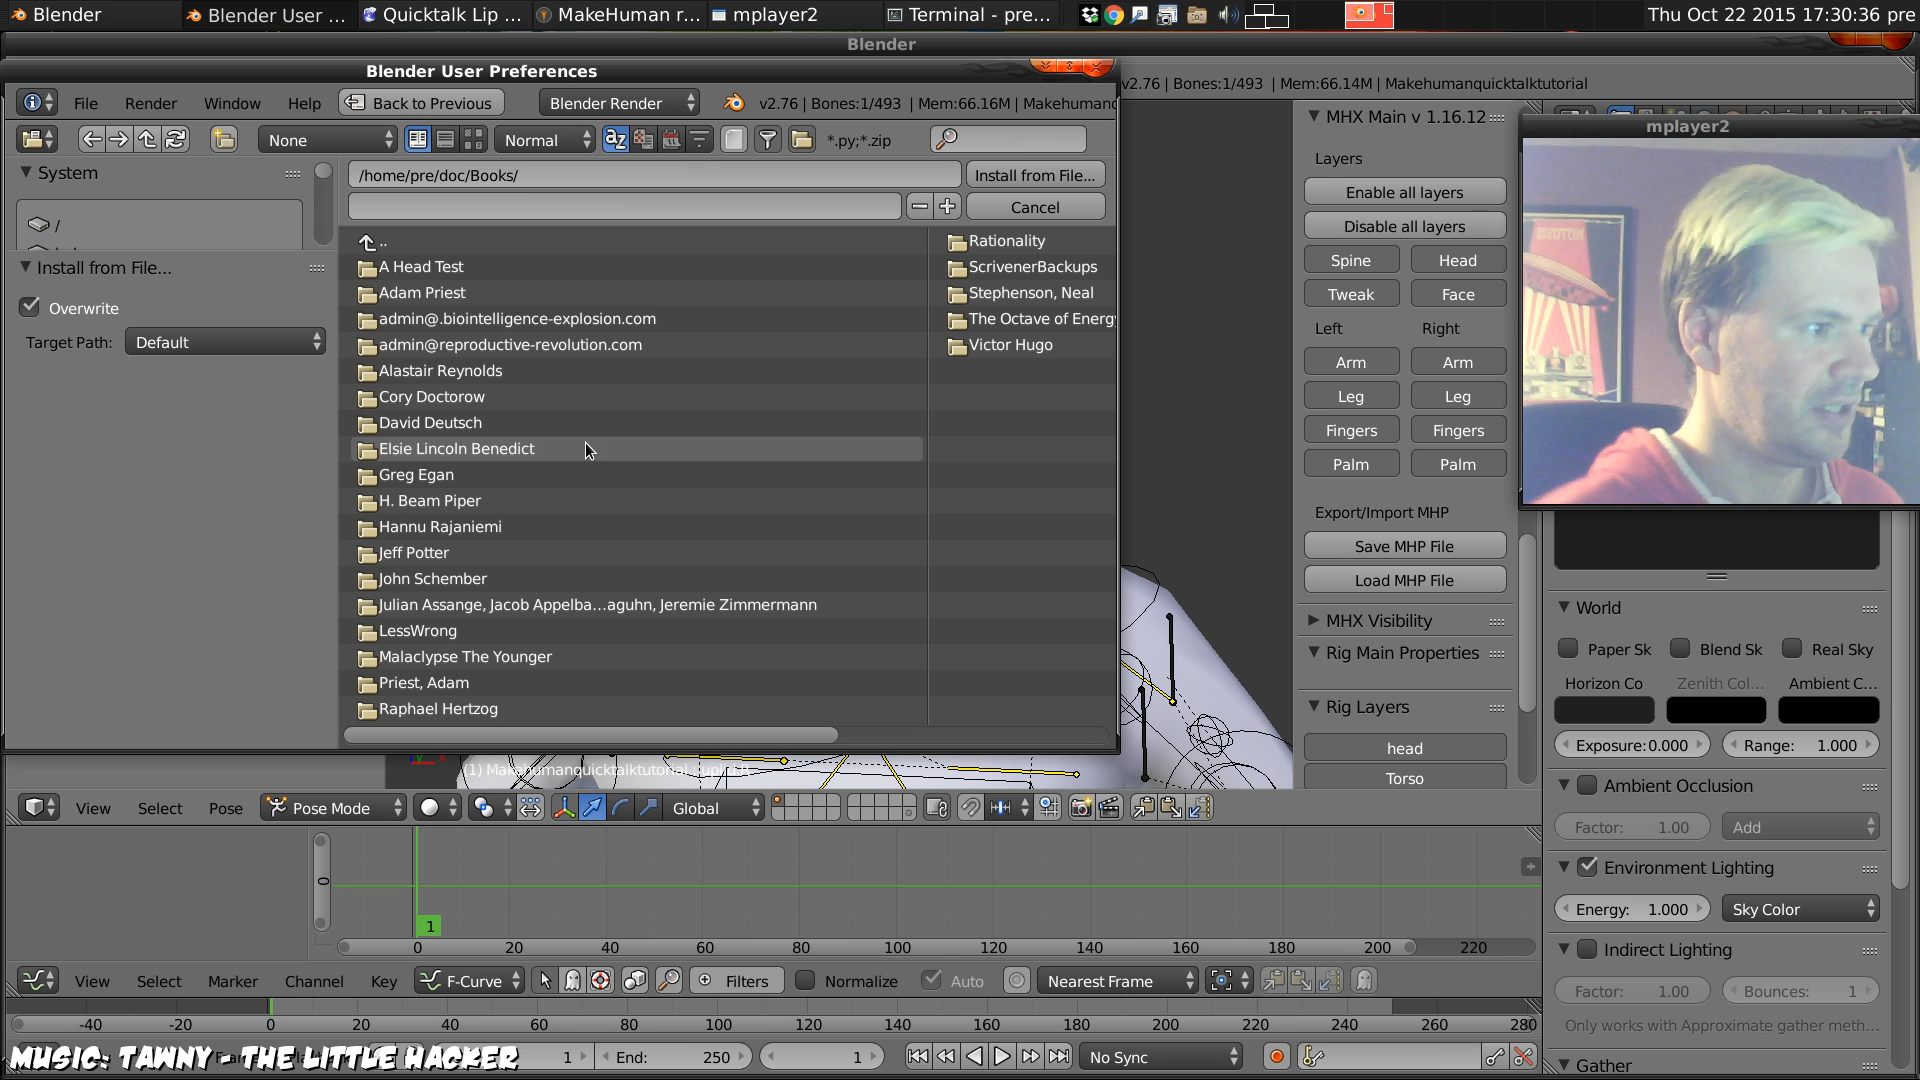 Blender
Blender User ...
Quicktalk Lip ...
MakeHuman r...
mplayer2
Terminal - pre...
Thu Oct 22 2015 17:30:36 pre
Blender
Blender User Preferences
v2.76 | Bones:1/493 | Mem:66.14M | Makehumanquicktalktutorial
File
Render
Window
Help
Back to Previous
Blender Render
v2.76 | Bones:1/493 | Mem:66.16M | Makehumanc
None
Normal
*.py;*.zip
System
/
Install from File...
Overwrite
Target Path:
Default
/home/pre/doc/Books/
Install from File...
Cancel
..
A Head Test
Adam Priest
admin@.biointelligence-explosion.com
admin@reproductive-revolution.com
Alastair Reynolds
Cory Doctorow
David Deutsch
Elsie Lincoln Benedict
Greg Egan
H. Beam Piper
Hannu Rajaniemi
Jeff Potter
John Schember
Julian Assange, Jacob Appelba...aguhn, Jeremie Zimmermann
LessWrong
Malaclypse The Younger
Priest, Adam
Raphael Hertzog
Rationality
ScrivenerBackups
Stephenson, Neal
The Octave of Energy
Victor Hugo
MHX Main v 1.16.12
Layers
Enable all layers
Disable all layers
Spine
Head
Tweak
Face
Left
Right
Arm
Arm
Leg
Leg
Fingers
Fingers
Palm
Palm
Export/Import MHP
Save MHP File
Load MHP File
MHX Visibility
Rig Main Properties
Rig Layers
head
Torso
mplayer2
World
Paper Sk
Blend Sk
Real Sky
Horizon Co
Zenith Col...
Ambient C...
Exposure:0.000
Range: 1.000
Ambient Occlusion
Factor: 1.00
Add
Environment Lighting
Energy: 1.000
Sky Color
Indirect Lighting
Factor: 1.00
Bounces: 1
Only works with Approximate gather meth...
Gather
View
Select
Pose
Pose Mode
Global
0
1
0 20 40 60 80 100 120 140 160 180 200 220
View
Select
Marker
Channel
Key
F-Curve
Filters
Normalize
Auto
Nearest Frame
-40 -20 0 20 40 60 80 100 120 140 160 180 200 220 240 260 280
MUSIC: TAWNY - THE LITTLE HACKER
1
End: 250
1
No Sync